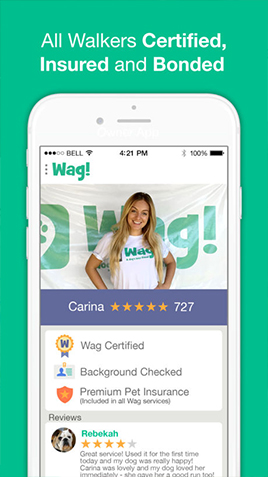 All Walkers Certified,
Insured and Bonded
BELL 4:21 PM 100%
Wag!
Wag!
Wag!
Carina ★★★★★ 727
W Wag Certified
Background Checked
Premium Pet Insurance
(Included in all Wag services)
Reviews
Rebekah
★★★★★
Great service! Used it for the first time
today and my dog was really happy!
Carina was lovely and my dog loved her
immediately - she gave her a good run too!